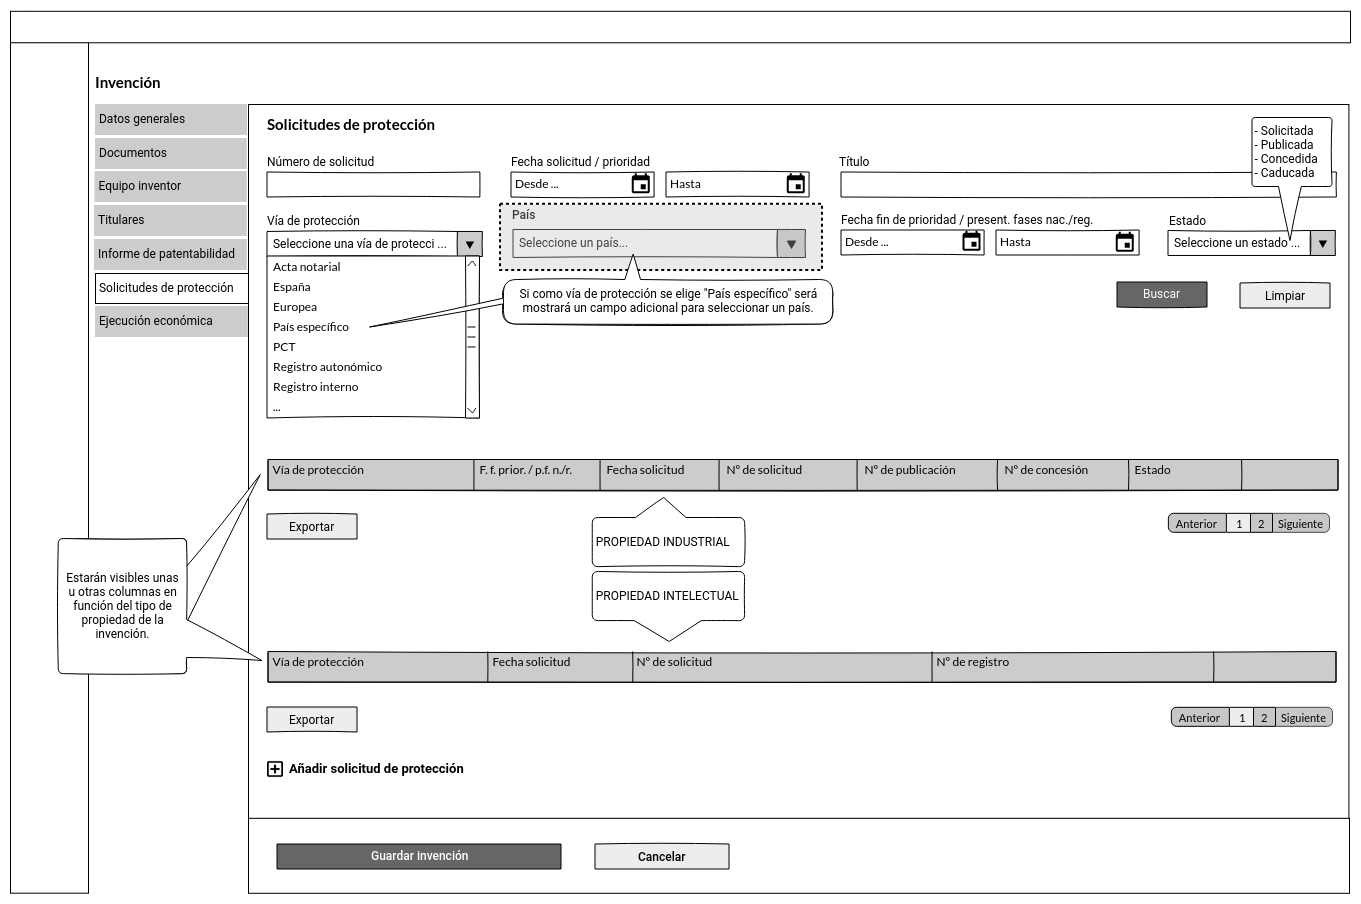 Invención
Datos generales
Documentos
Equipo inventor
Titulares
Informe de patentabilidad
Solicitudes de protección
Ejecución económica
Solicitudes de protección
Número de solicitud
Fecha solicitud / prioridad
Desde ...
Hasta
Título
Vía de protección
Seleccione una vía de protecci ...
Acta notarial
España
Europea
País específico
PCT
Registro autonómico
Registro interno
...
País
Seleccione un país...
Si como vía de protección se elige "País específico" será
mostrará un campo adicional para seleccionar un país.
Fecha fin de prioridad / present. fases nac./reg.
Desde ...
Hasta
Estado
Seleccione un estado ...
- Solicitada
- Publicada
- Concedida
- Caducada
Buscar
Limpiar
Vía de protección
F. f. prior. / p.f. n./r.
Fecha solicitud
Nº de solicitud
Nº de publicación
Nº de concesión
Estado
Exportar
Anterior
1
2
Siguiente
PROPIEDAD INDUSTRIAL
PROPIEDAD INTELECTUAL
Estarán visibles unas
u otras columnas en
función del tipo de
propiedad de la
invención.
Vía de protección
Fecha solicitud
Nº de solicitud
Nº de registro
Exportar
Anterior
1
2
Siguiente
Añadir solicitud de protección
Guardar invención
Cancelar